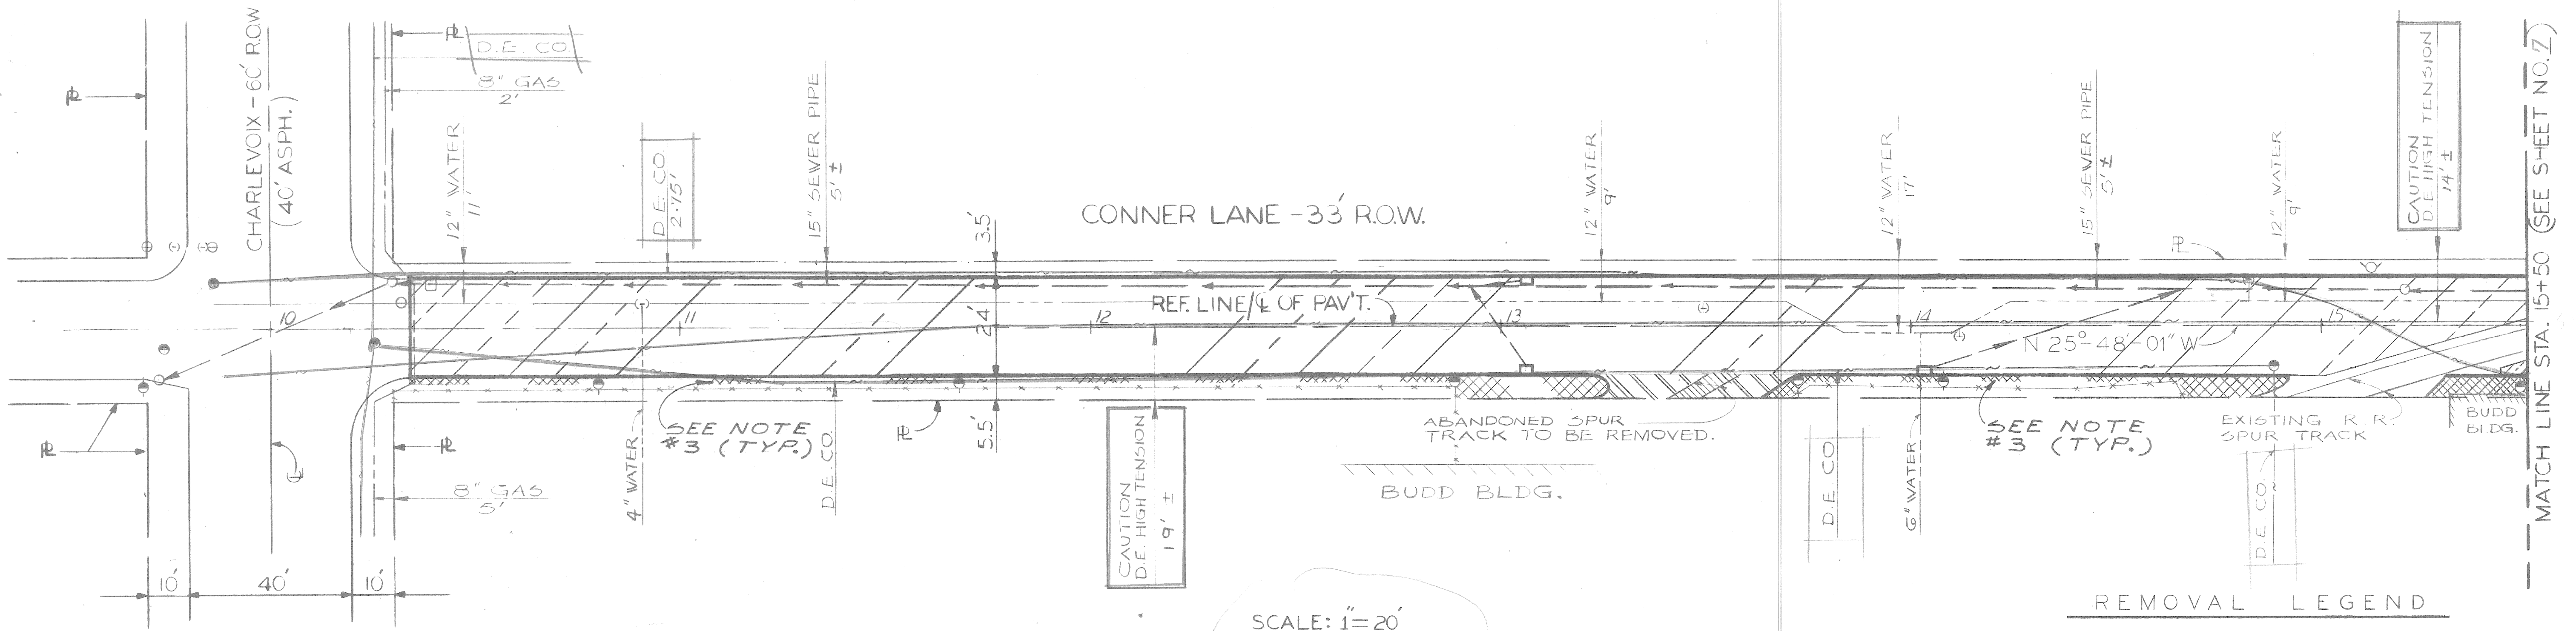 CHARLEVOIX - 60' R.O.W
( 40' ASPH. )
℄
℄
D.E. CO.
8" GAS
2'
12" WATER
11'
D.E. CO.
2.75'
15" SEWER PIPE
5' ±
3.5'
24'
5.5'
CONNER LANE - 33' R.O.W.
12" WATER
9'
12" WATER
17'
15" SEWER PIPE
5' ±
12" WATER
9'
CAUTION
D E HIGH TENSION
14' ±
MATCH LINE STA. 15+50 (SEE SHEET NO. 7)
10
11
12
13
14
15
REF. LINE/℄ OF PAV'T.
N 25°-48'-01" W
SEE NOTE
#3 (TYP.)
4" WATER
D.E. CO.
CAUTION
D.E. HIGH TENSION
19' ±
ABANDONED SPUR
TRACK TO BE REMOVED.
BUDD BLDG.
D.E. CO.
6" WATER
SEE NOTE
#3 (TYP.)
EXISTING R.R.
SPUR TRACK
BUDD
BLDG.
D E CO.
8" GAS
5'
10'
40'
10'
SCALE: 1"= 20'
REMOVAL LEGEND